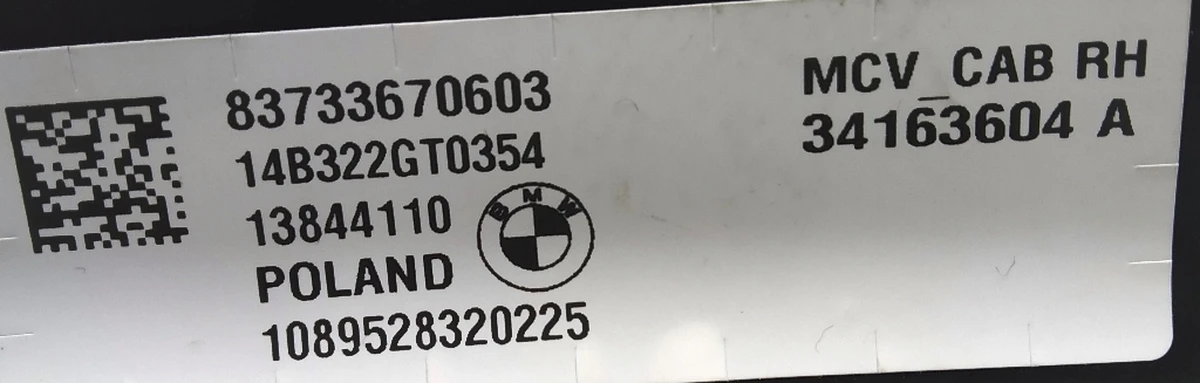 83733670603
14B322GT0354
13844110
BMW
POLAND
1089528320225
MCV_CAB RH
34163604 A